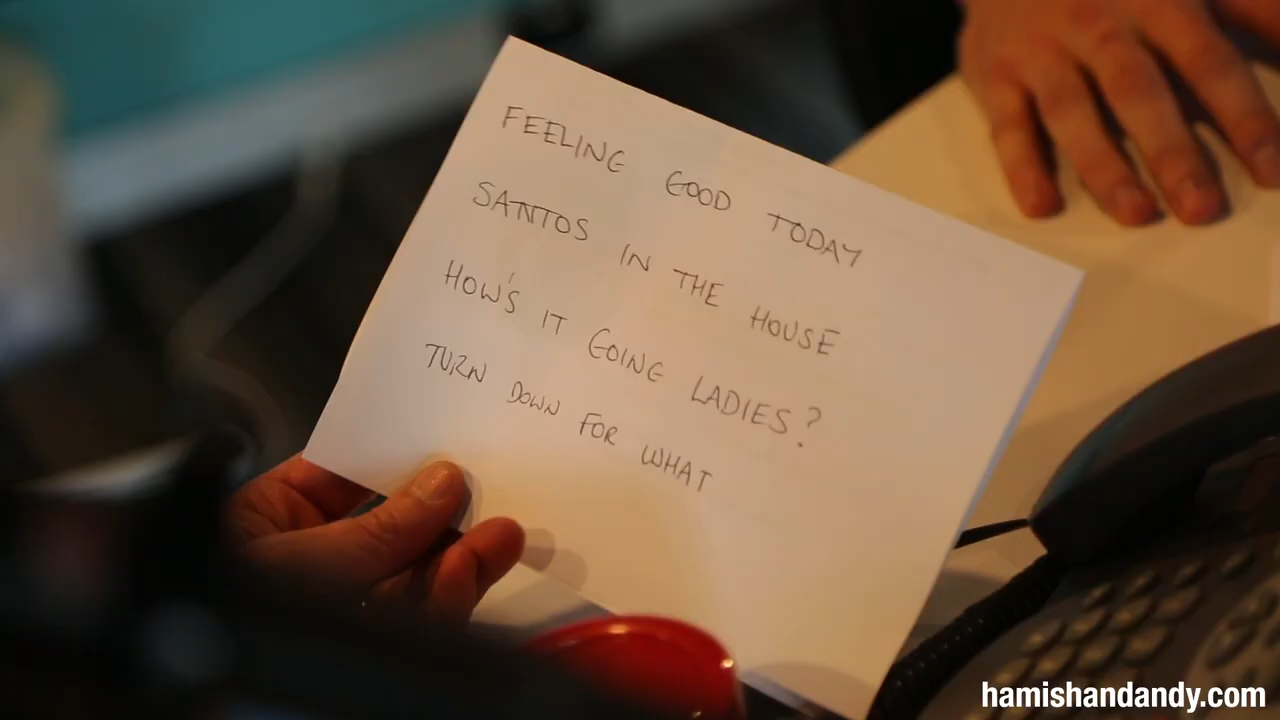 FEELING GOOD TODAY
SANTOS IN THE HOUSE
HOW'S IT GOING LADIES?
TURN DOWN FOR WHAT
hamishandandy.com